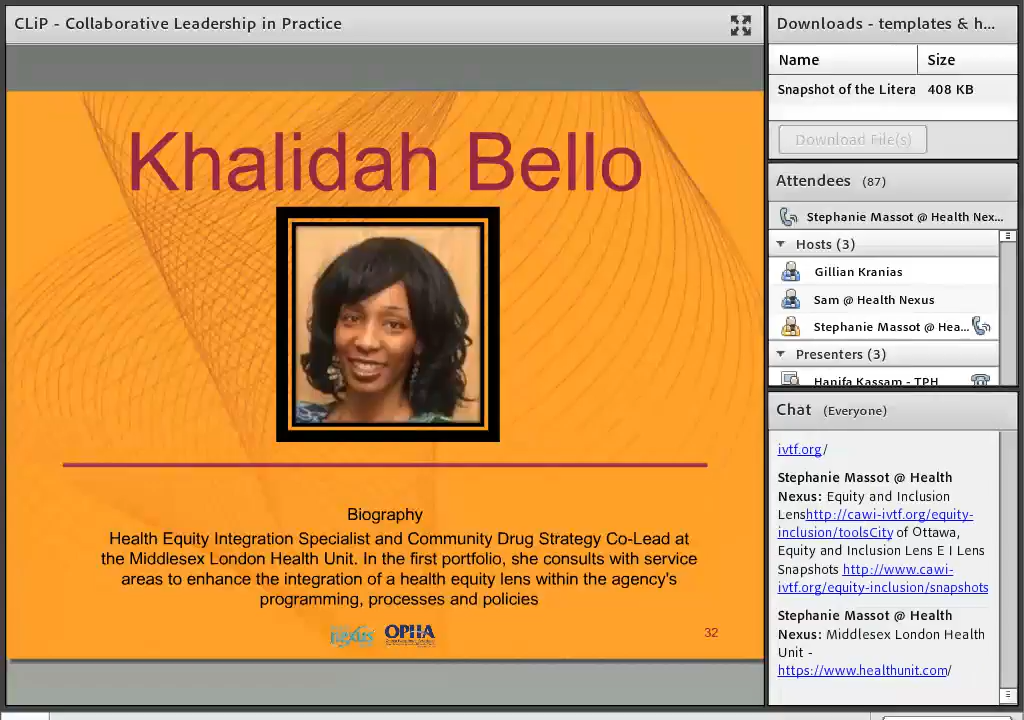 CLiP - Collaborative Leadership in Practice
Khalidah Bello
Biography
Health Equity Integration Specialist and Community Drug Strategy Co-Lead at
the Middlesex London Health Unit. In the first portfolio, she consults with service
areas to enhance the integration of a health equity lens within the agency's
programming, processes and policies
nexus OPHA
32
Downloads - templates & h...
Name Size
Snapshot of the Litera 408 KB
Download File(s)
Attendees (87)
Stephanie Massot @ Health Nex...
Hosts (3)
Gillian Kranias
Sam @ Health Nexus
Stephanie Massot @ Hea...
Presenters (3)
Hanifa Kassam - TPH
Chat (Everyone)
ivtf.org/
Stephanie Massot @ Health
Nexus: Equity and Inclusion
Lenshttp://cawi-ivtf.org/equity-
inclusion/toolsCity of Ottawa,
Equity and Inclusion Lens E I Lens
Snapshots http://www.cawi-
ivtf.org/equity-inclusion/snapshots
Stephanie Massot @ Health
Nexus: Middlesex London Health
Unit -
https://www.healthunit.com/